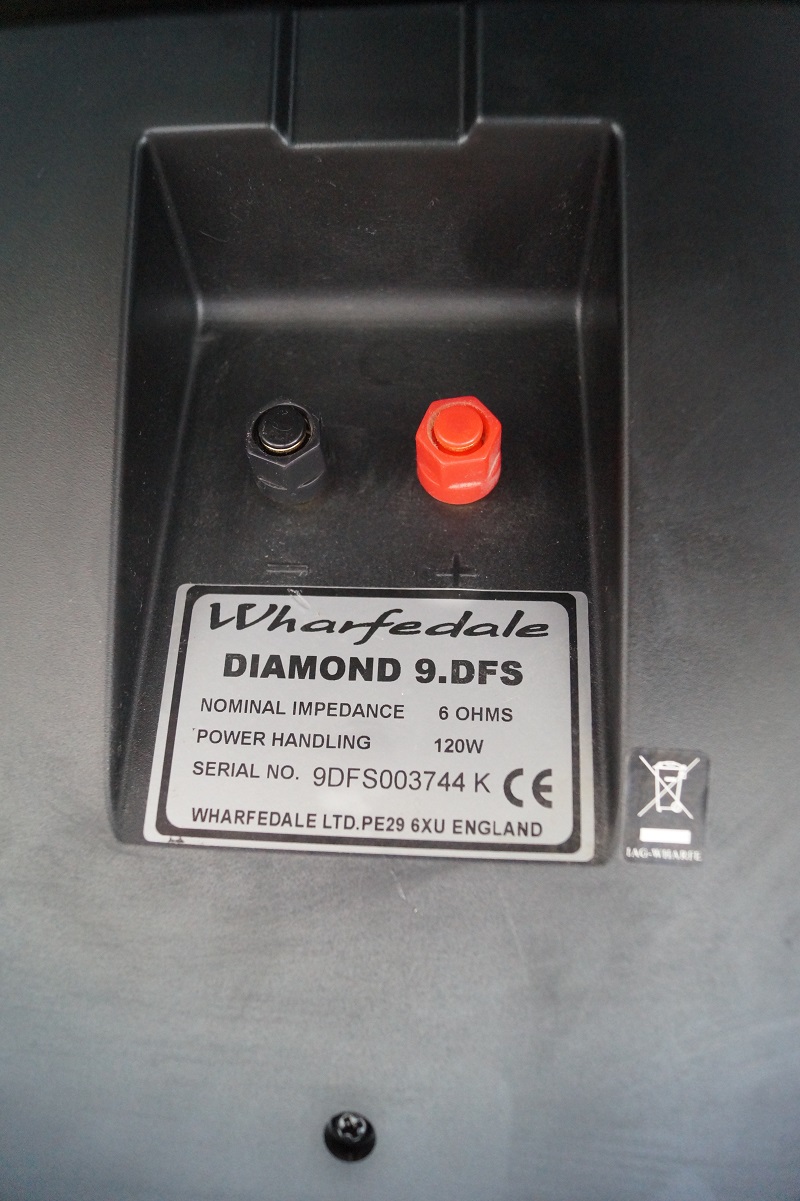 − +
Wharfedale
DIAMOND 9.DFS
NOMINAL IMPEDANCE 6 OHMS
POWER HANDLING 120W
SERIAL NO. 9DFS003744 K CE
WHARFEDALE LTD.PE29 6XU ENGLAND
IAG-WHARFE